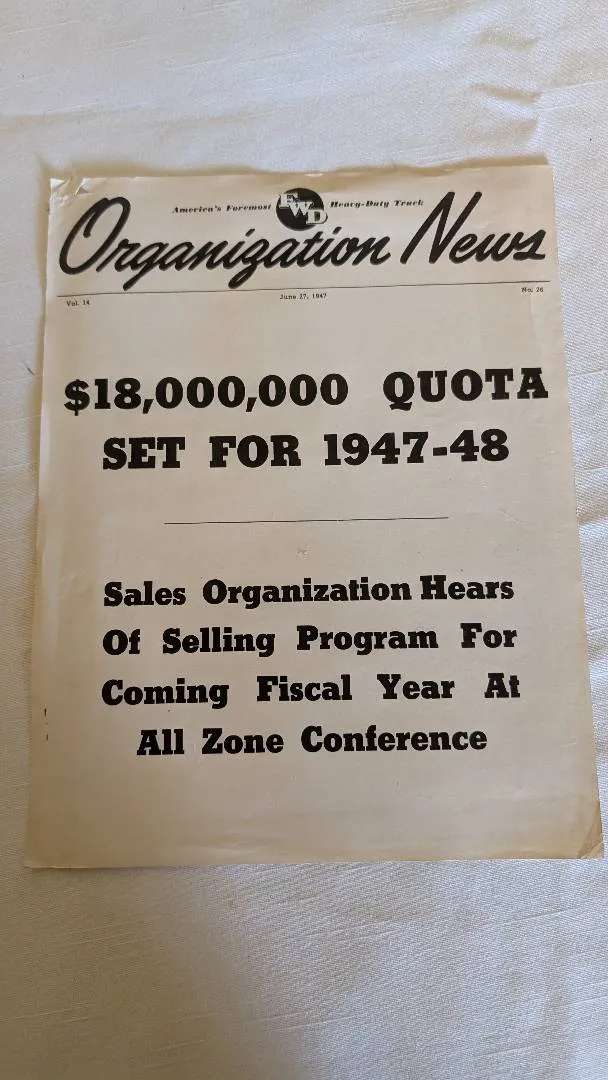 America's Foremost FWD Heavy-Duty Truck
Organization News
Vol. 14 June 27, 1947 No. 26
$18,000,000 QUOTA
SET FOR 1947-48
Sales Organization Hears
Of Selling Program For
Coming Fiscal Year At
All Zone Conference